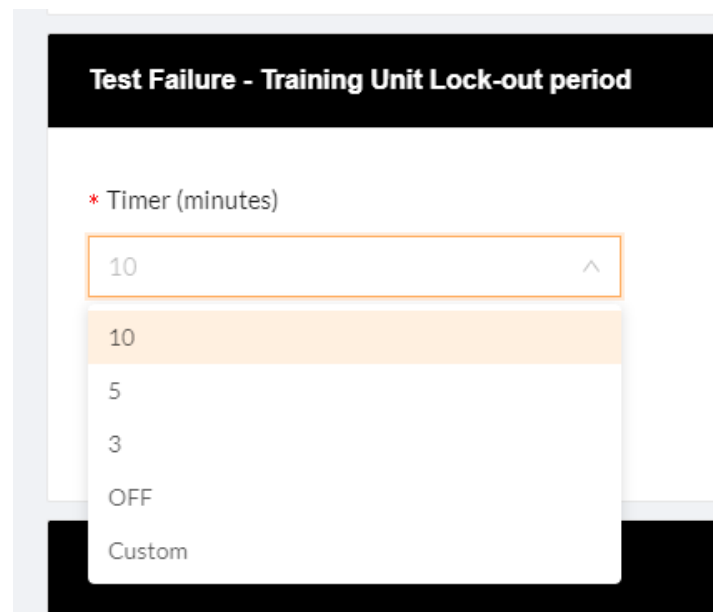 Test Failure - Training Unit Lock-out period
* Timer (minutes)
10
10
5
3
OFF
Custom